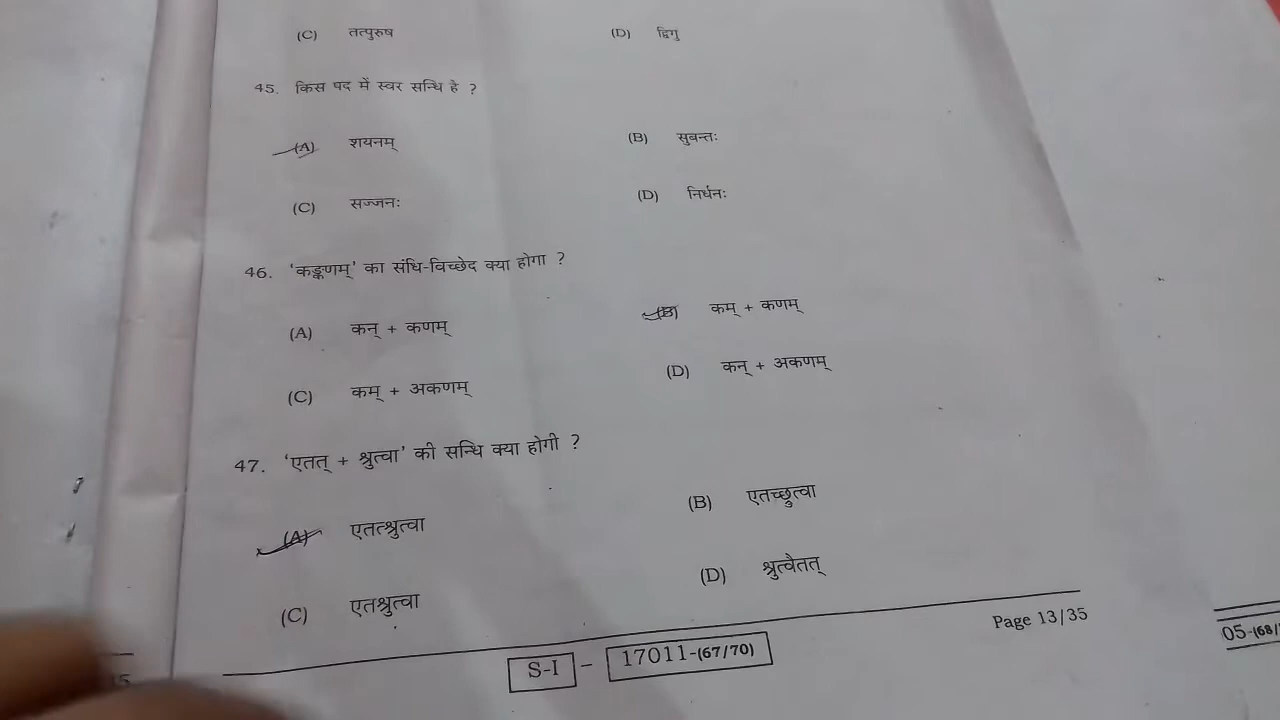 (C) तत्पुरुष (D) द्विगु
45. किस पद में स्वर सन्धि है ?
(A) शयनम् (B) सुबन्तः
(C) सज्जनः (D) निर्धनः
46. 'कङ्कणम्' का संधि-विच्छेद क्या होगा ?
(A) कन् + कणम् (B) कम् + कणम्
(C) कम् + अकणम् (D) कन् + अकणम्
47. 'एतत् + श्रुत्वा' की सन्धि क्या होगी ?
(A) एतत्श्रुत्वा (B) एतच्छ्रुत्वा
(C) एतश्रुत्वा (D) श्रुत्वैतत्
Page 13/35
S-I - 17011-(67/70)
05-(68/